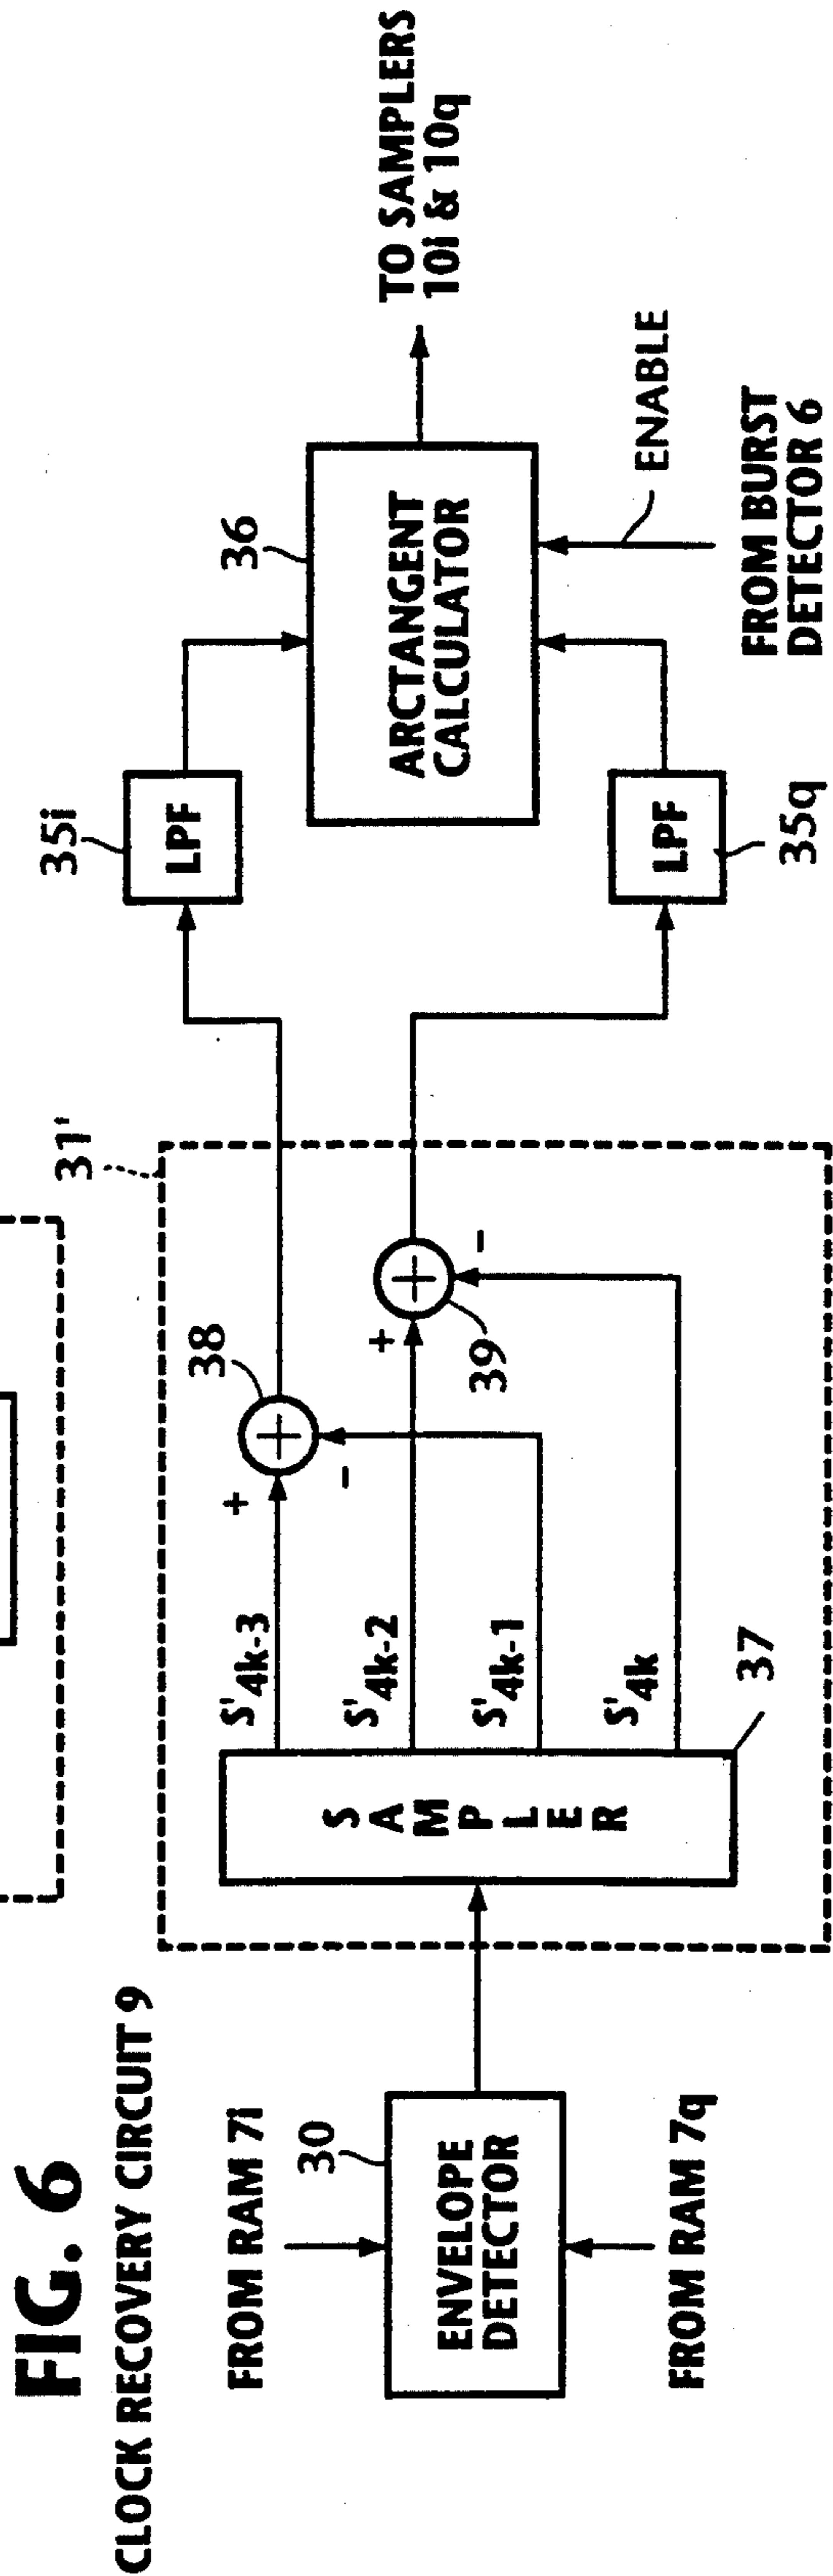 FIG. 6
CLOCK RECOVERY CIRCUIT 9
FROM RAM 7i
30
ENVELOPE
DETECTOR
FROM RAM 7q
31'
SAMPLER
37
S'4k-3
S'4k-2
S'4k-1
S'4k
+
-
38
+
-
39
35i
LPF
LPF
35q
36
ARCTANGENT
CALCULATOR
ENABLE
FROM BURST
DETECTOR 6
TO SAMPLERS
10i & 10q